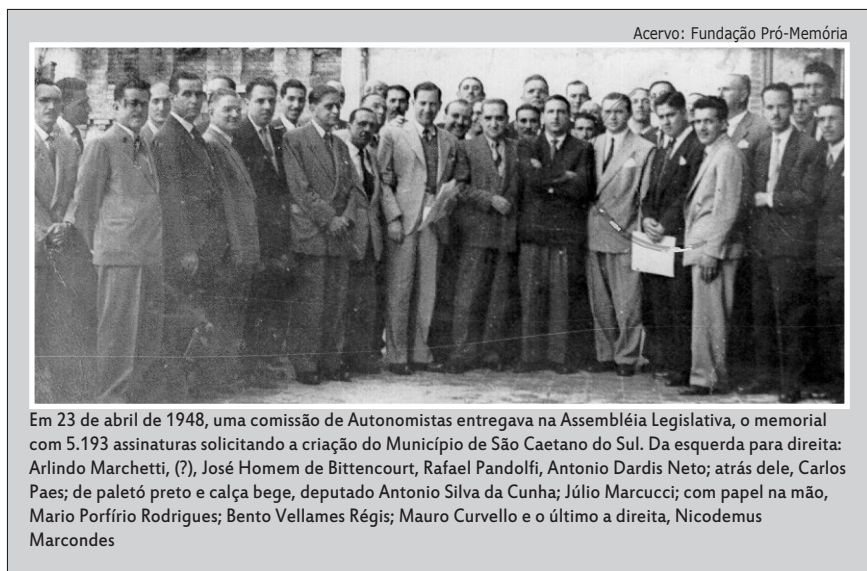 Acervo: Fundação Pró-Memória
Em 23 de abril de 1948, uma comissão de Autonomistas entregava na Assembléia Legislativa, o memorial
com 5.193 assinaturas solicitando a criação do Município de São Caetano do Sul. Da esquerda para direita:
Arlindo Marchetti, (?), José Homem de Bittencourt, Rafael Pandolfi, Antonio Dardis Neto; atrás dele, Carlos
Paes; de paletó preto e calça bege, deputado Antonio Silva da Cunha; Júlio Marcucci; com papel na mão,
Mario Porfírio Rodrigues; Bento Vellames Régis; Mauro Curvello e o último a direita, Nicodemus
Marcondes